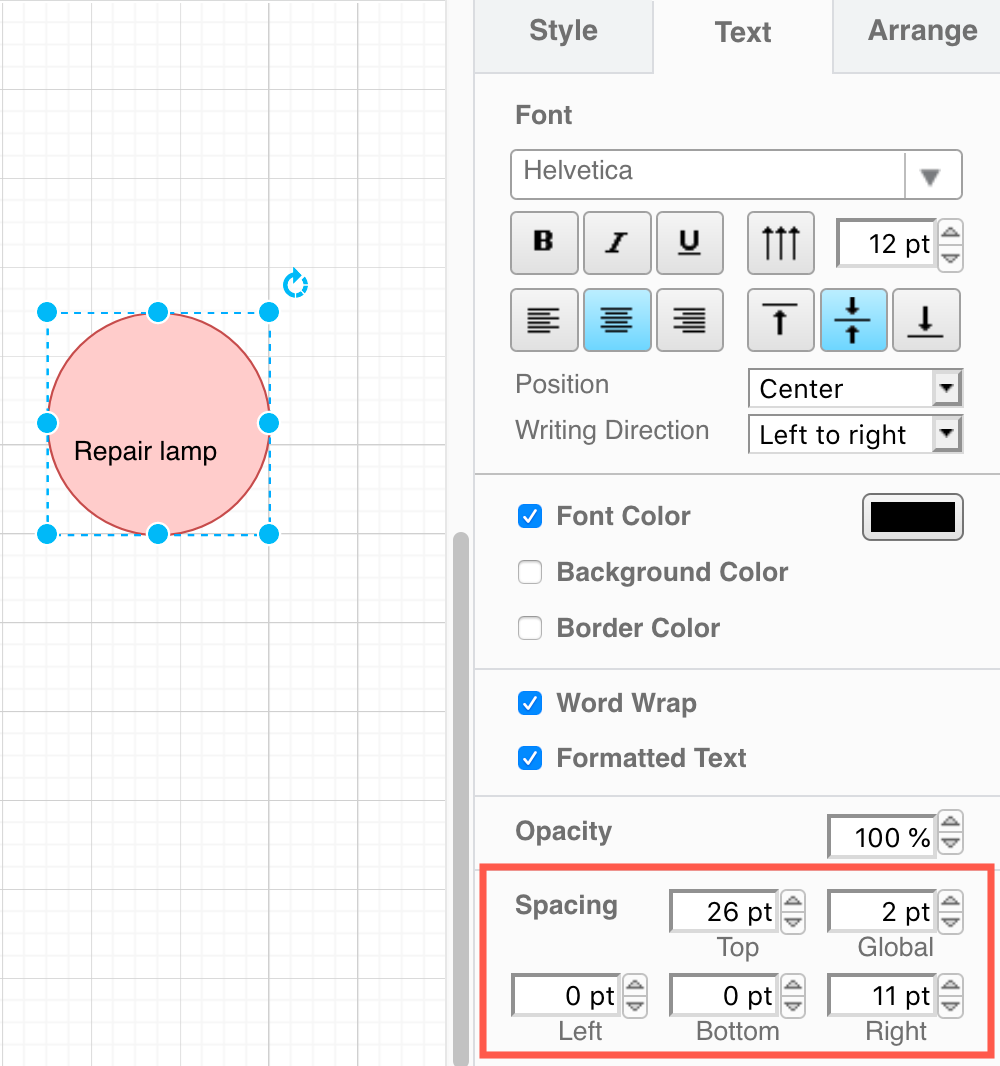 Style Text Arrange
Font
Helvetica
B I U 12 pt
Position Center
Repair lamp
Writing Direction Left to right
Font Color
Background Color
Border Color
Word Wrap
Formatted Text
Opacity 100 %
Spacing 26 pt 2 pt
Top Global
0 pt 0 pt 11 pt
Left Bottom Right